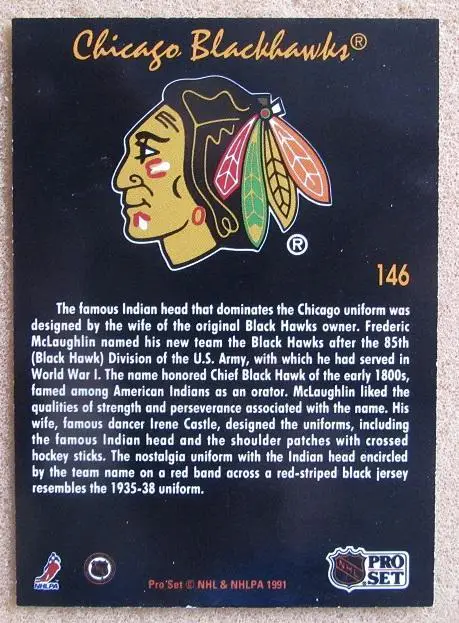 Chicago Blackhawks®
®
146
The famous Indian head that dominates the Chicago uniform was
designed by the wife of the original Black Hawks owner. Frederic
McLaughlin named his new team the Black Hawks after the 85th
(Black Hawk) Division of the U.S. Army, with which he had served in
World War I. The name honored Chief Black Hawk of the early 1800s,
famed among American Indians as an orator. McLaughlin liked the
qualities of strength and perseverance associated with the name. His
wife, famous dancer Irene Castle, designed the uniforms, including
the famous Indian head and the shoulder patches with crossed
hockey sticks. The nostalgia uniform with the Indian head encircled
by the team name on a red band across a red-striped black jersey
resembles the 1935-38 uniform.
NHLPA
Pro Set © NHL & NHLPA 1991
NHL
PRO
SET